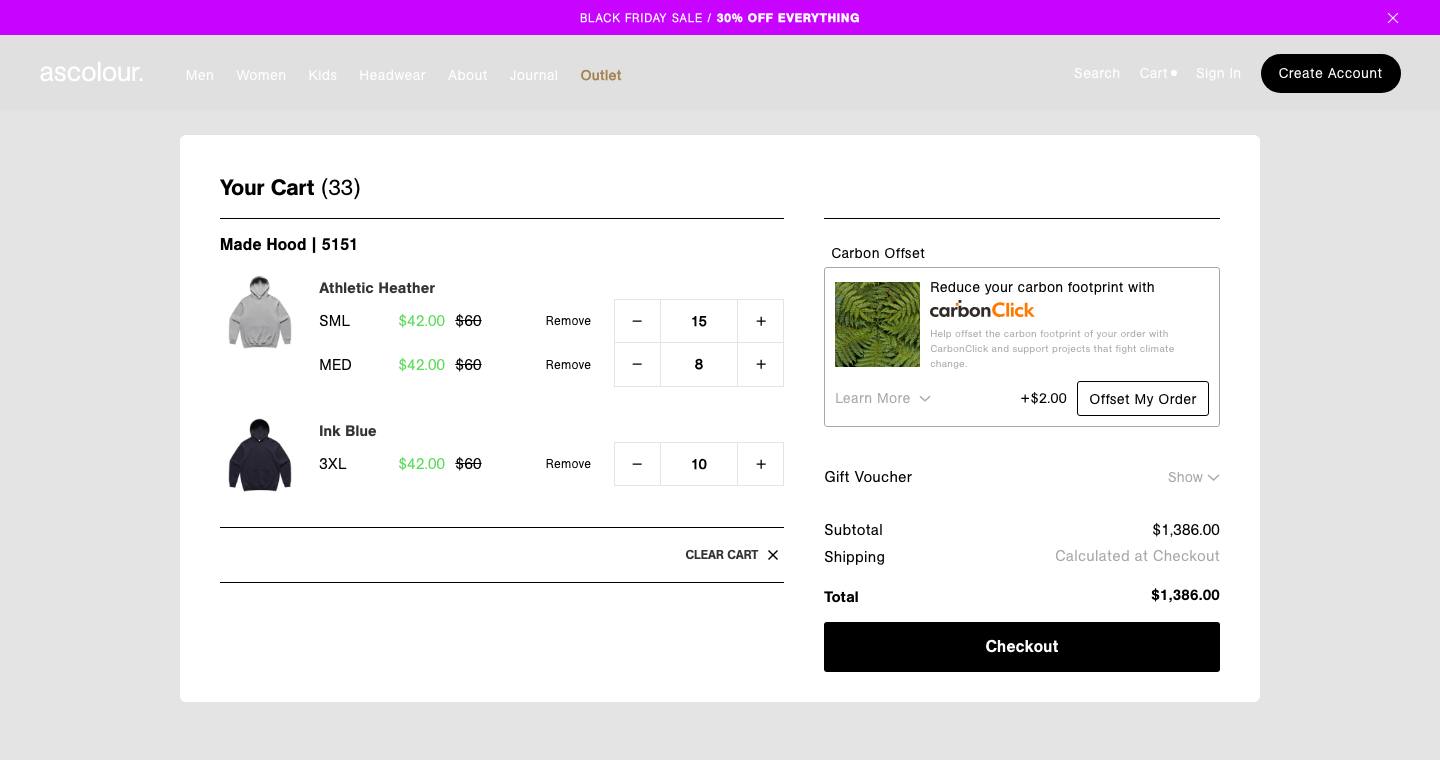 BLACK FRIDAY SALE / 30% OFF EVERYTHING
ascolour. Men Women Kids Headwear About Journal Outlet Search Cart Sign In Create Account
Your Cart (33)
Made Hood | 5151
Athletic Heather
SML $42.00 $60 Remove − 15 +
MED $42.00 $60 Remove − 8 +
Ink Blue
3XL $42.00 $60 Remove − 10 +
CLEAR CART
Carbon Offset
Reduce your carbon footprint with
carbonClick
Help offset the carbon footprint of your order with
CarbonClick and support projects that fight climate
change.
Learn More +$2.00 Offset My Order
Gift Voucher Show
Subtotal $1,386.00
Shipping Calculated at Checkout
Total $1,386.00
Checkout